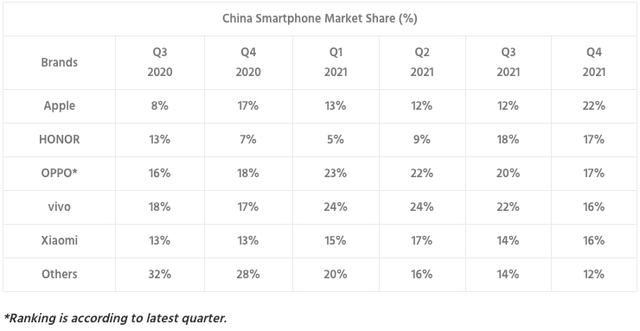 China Smartphone Market Share (%)
Brands Q3 2020 Q4 2020 Q1 2021 Q2 2021 Q3 2021 Q4 2021
Apple 8% 17% 13% 12% 12% 22%
HONOR 13% 7% 5% 9% 18% 17%
OPPO* 16% 18% 23% 22% 20% 17%
vivo 18% 17% 24% 24% 22% 16%
Xiaomi 13% 13% 15% 17% 14% 16%
Others 32% 28% 20% 16% 14% 12%
*Ranking is according to latest quarter.